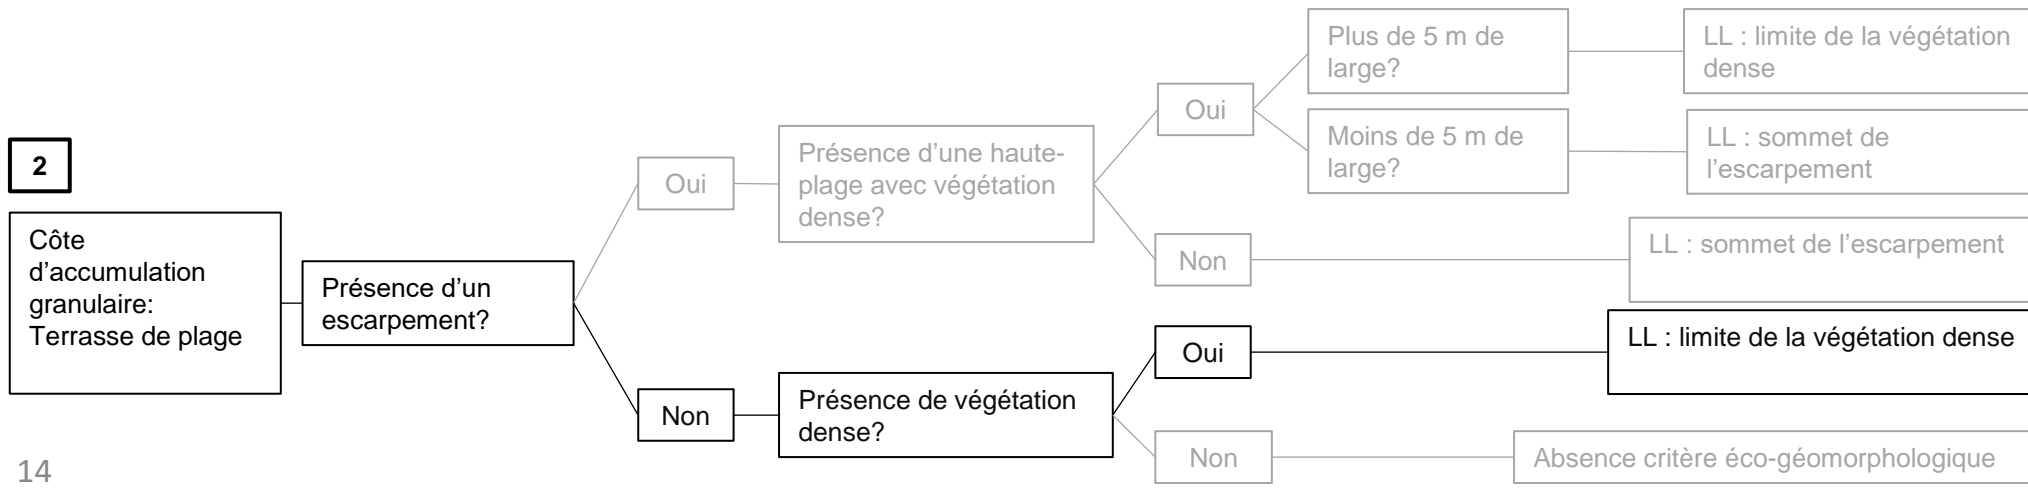 2
Côte
d'accumulation
granulaire:
Terrasse de plage
Présence d'un
escarpement?
Oui
Présence d'une haute-
plage avec végétation
dense?
Oui
Plus de 5 m de
large?
LL : limite de la végétation
dense
Moins de 5 m de
large?
LL : sommet de
l'escarpement
Non
LL : sommet de l'escarpement
Non
Présence de végétation
dense?
Oui
LL : limite de la végétation dense
Non
Absence critère éco-géomorphologique
14